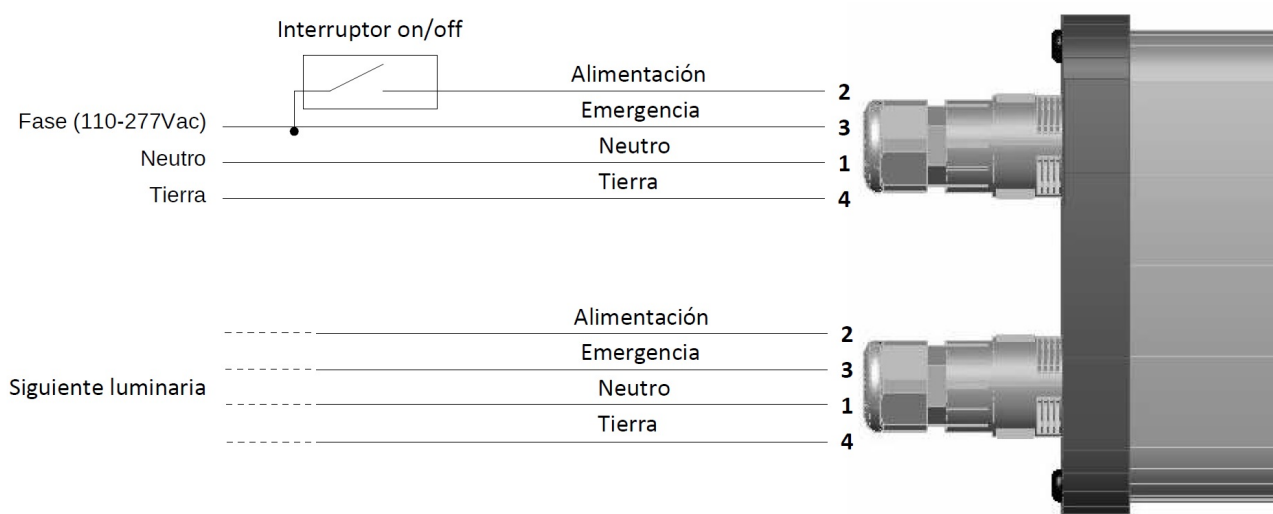 Interruptor on/off
Alimentación 2
Emergencia
Fase (110-277Vac) 3
Neutro Neutro 1
Tierra Tierra 4
Alimentación 2
Emergencia 3
Siguiente luminaria Neutro 1
Tierra 4